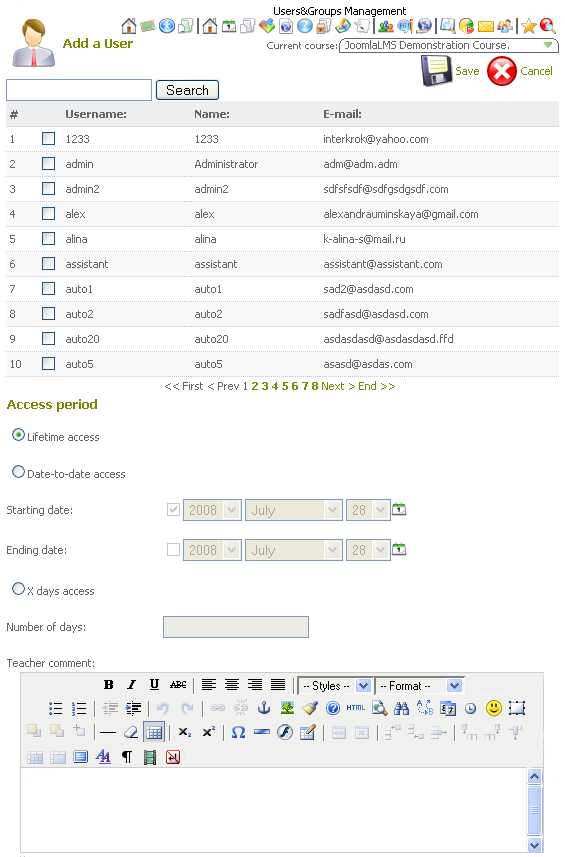 Users&Groups Management
Add a User
Current course: JoomlaLMS Demonstration Course.
Save Cancel
Search
# Username: Name: E-mail:
1 1233 1233 interkrok@yahoo.com
2 admin Administrator adm@adm.adm
3 admin2 admin2 sdfsfsdf@sdfgsdgsdf.com
4 alex alex alexandrauminskaya@gmail.com
5 alina alina k-alina-s@mail.ru
6 assistant assistant assistant@assistant.com
7 auto1 auto1 sad2@asdasd.com
8 auto2 auto2 sadfasd@asdasd.com
9 auto20 auto20 asdasdasd@asdasdasd.ffd
10 auto5 auto5 asasd@asdas.com
<< First < Prev 1 2 3 4 5 6 7 8 Next > End >>
Access period
Lifetime access
Date-to-date access
Starting date: 2008 July 28
Ending date: 2008 July 28
X days access
Number of days:
Teacher comment:
B I U ABC -- Styles -- -- Format --
HTML